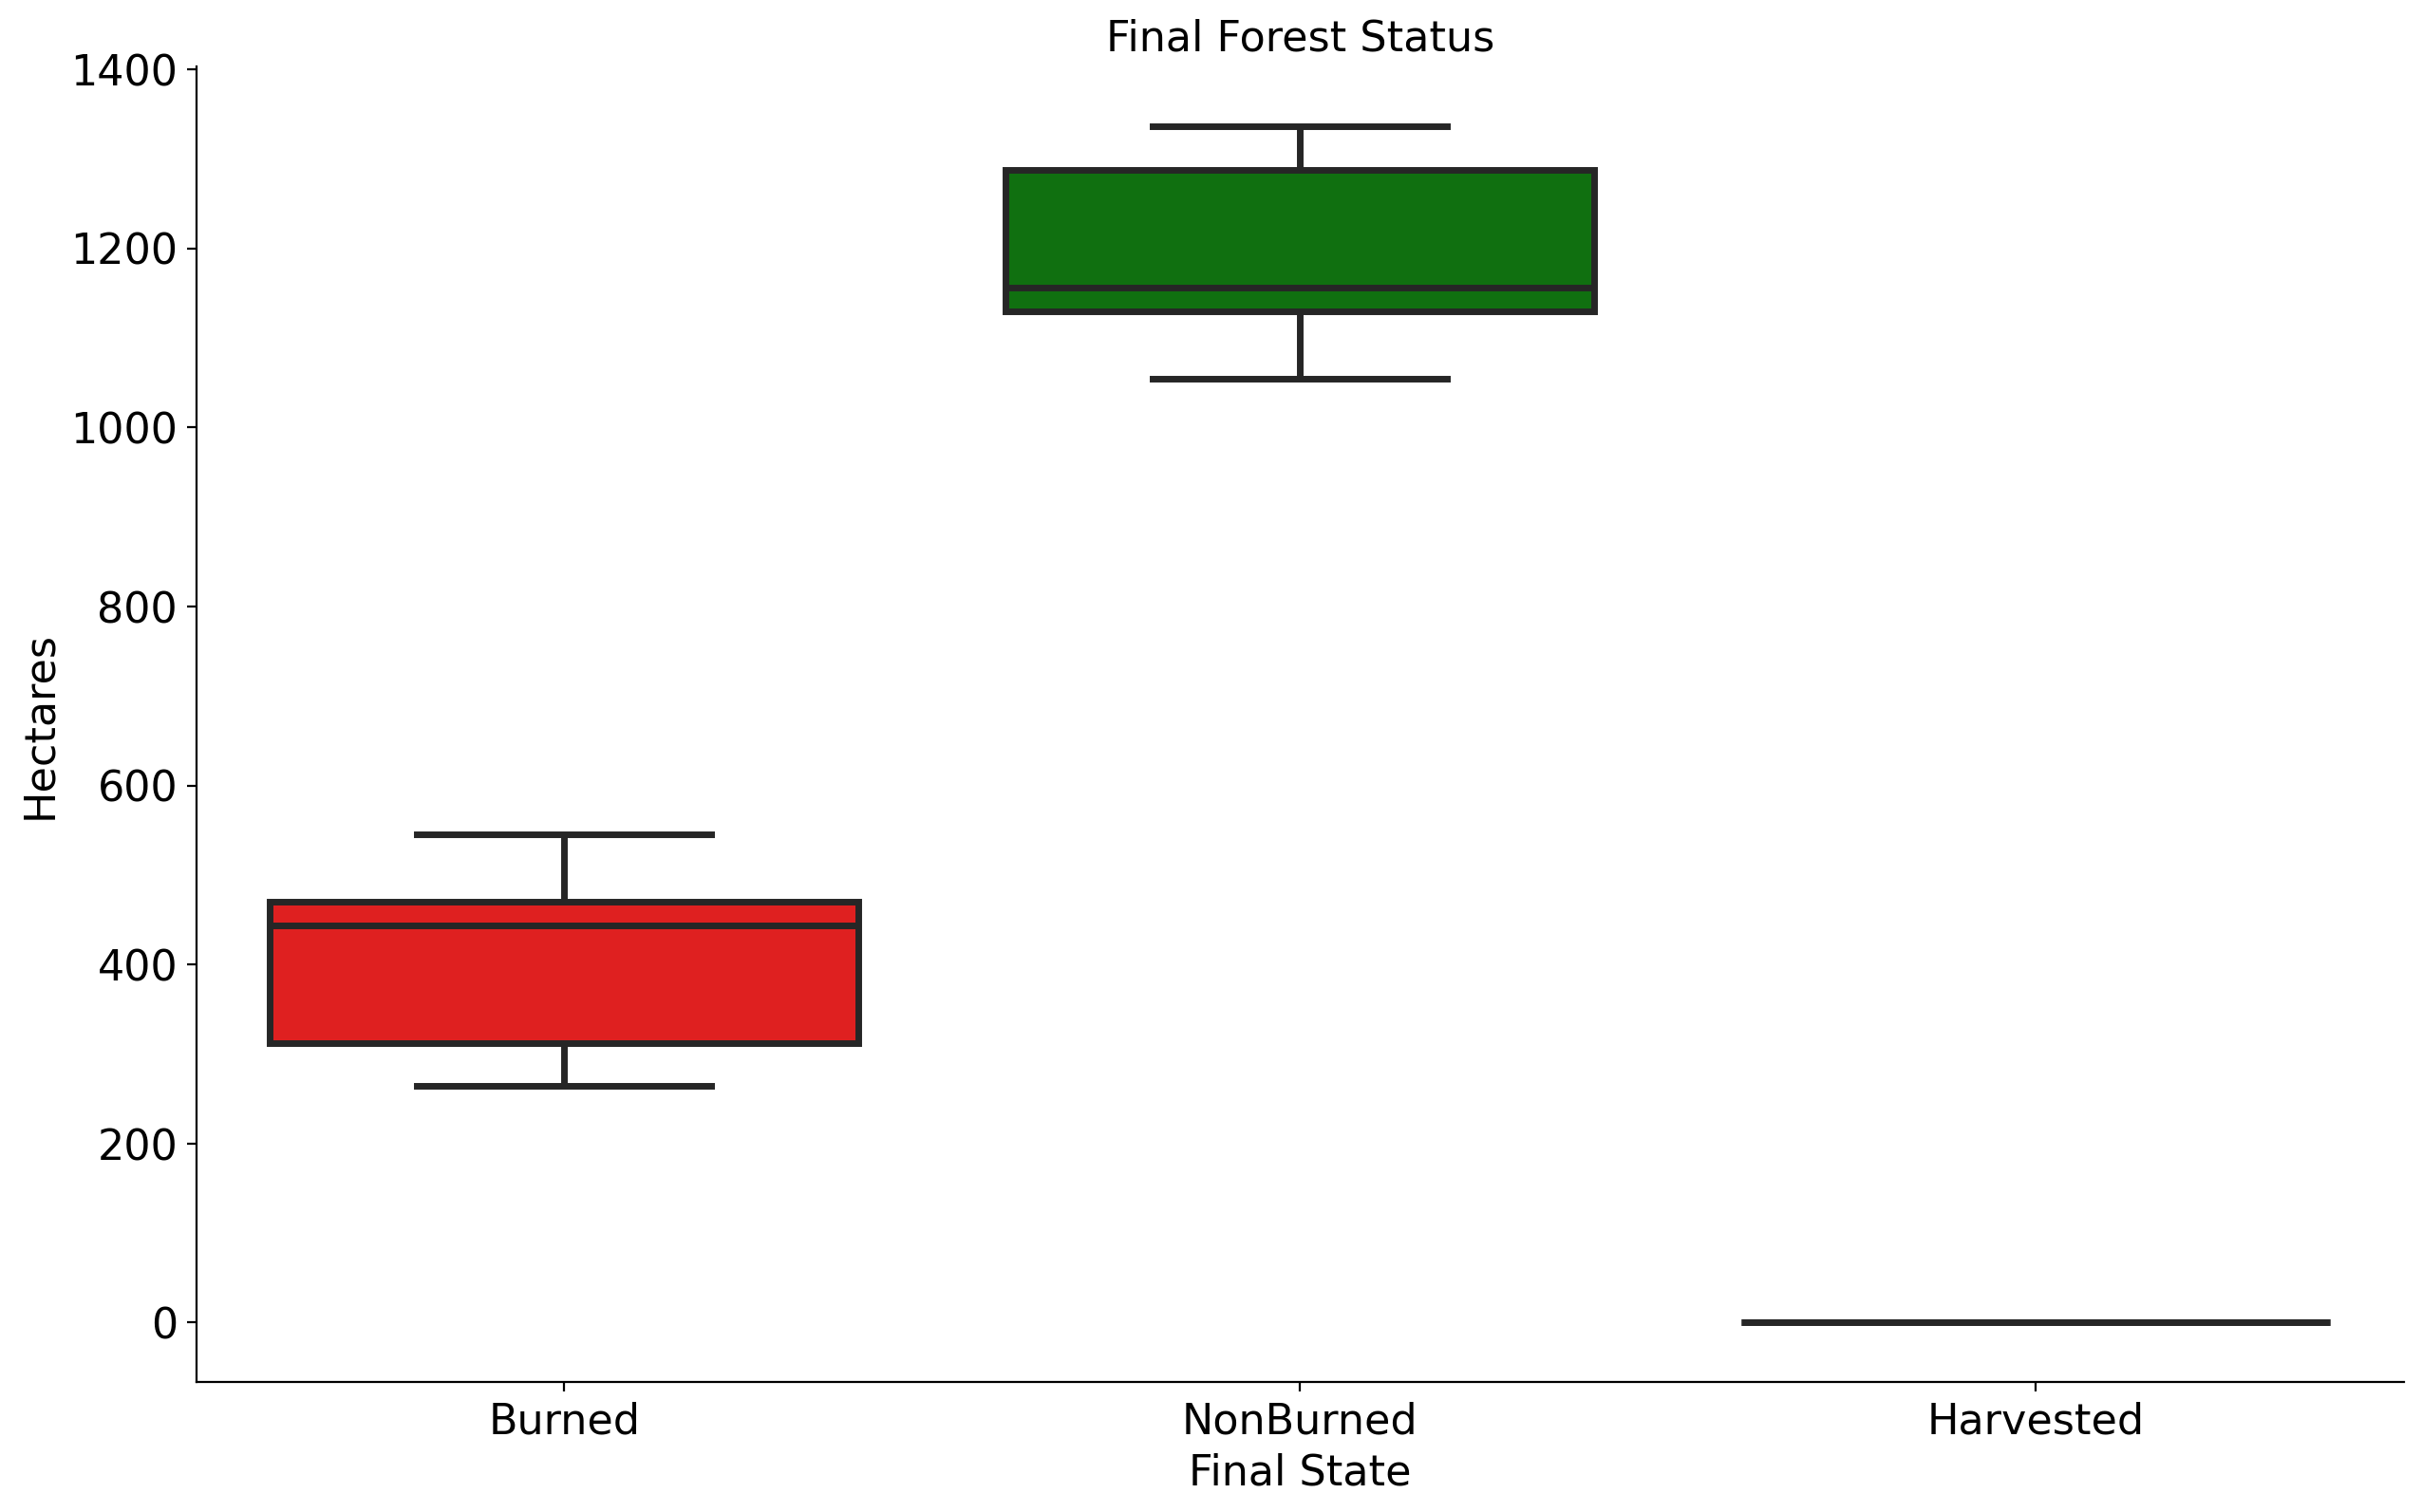 Final Forest Status
1400
1200
1000
800
600
400
200
0
Hectares
Burned
NonBurned
Harvested
Final State